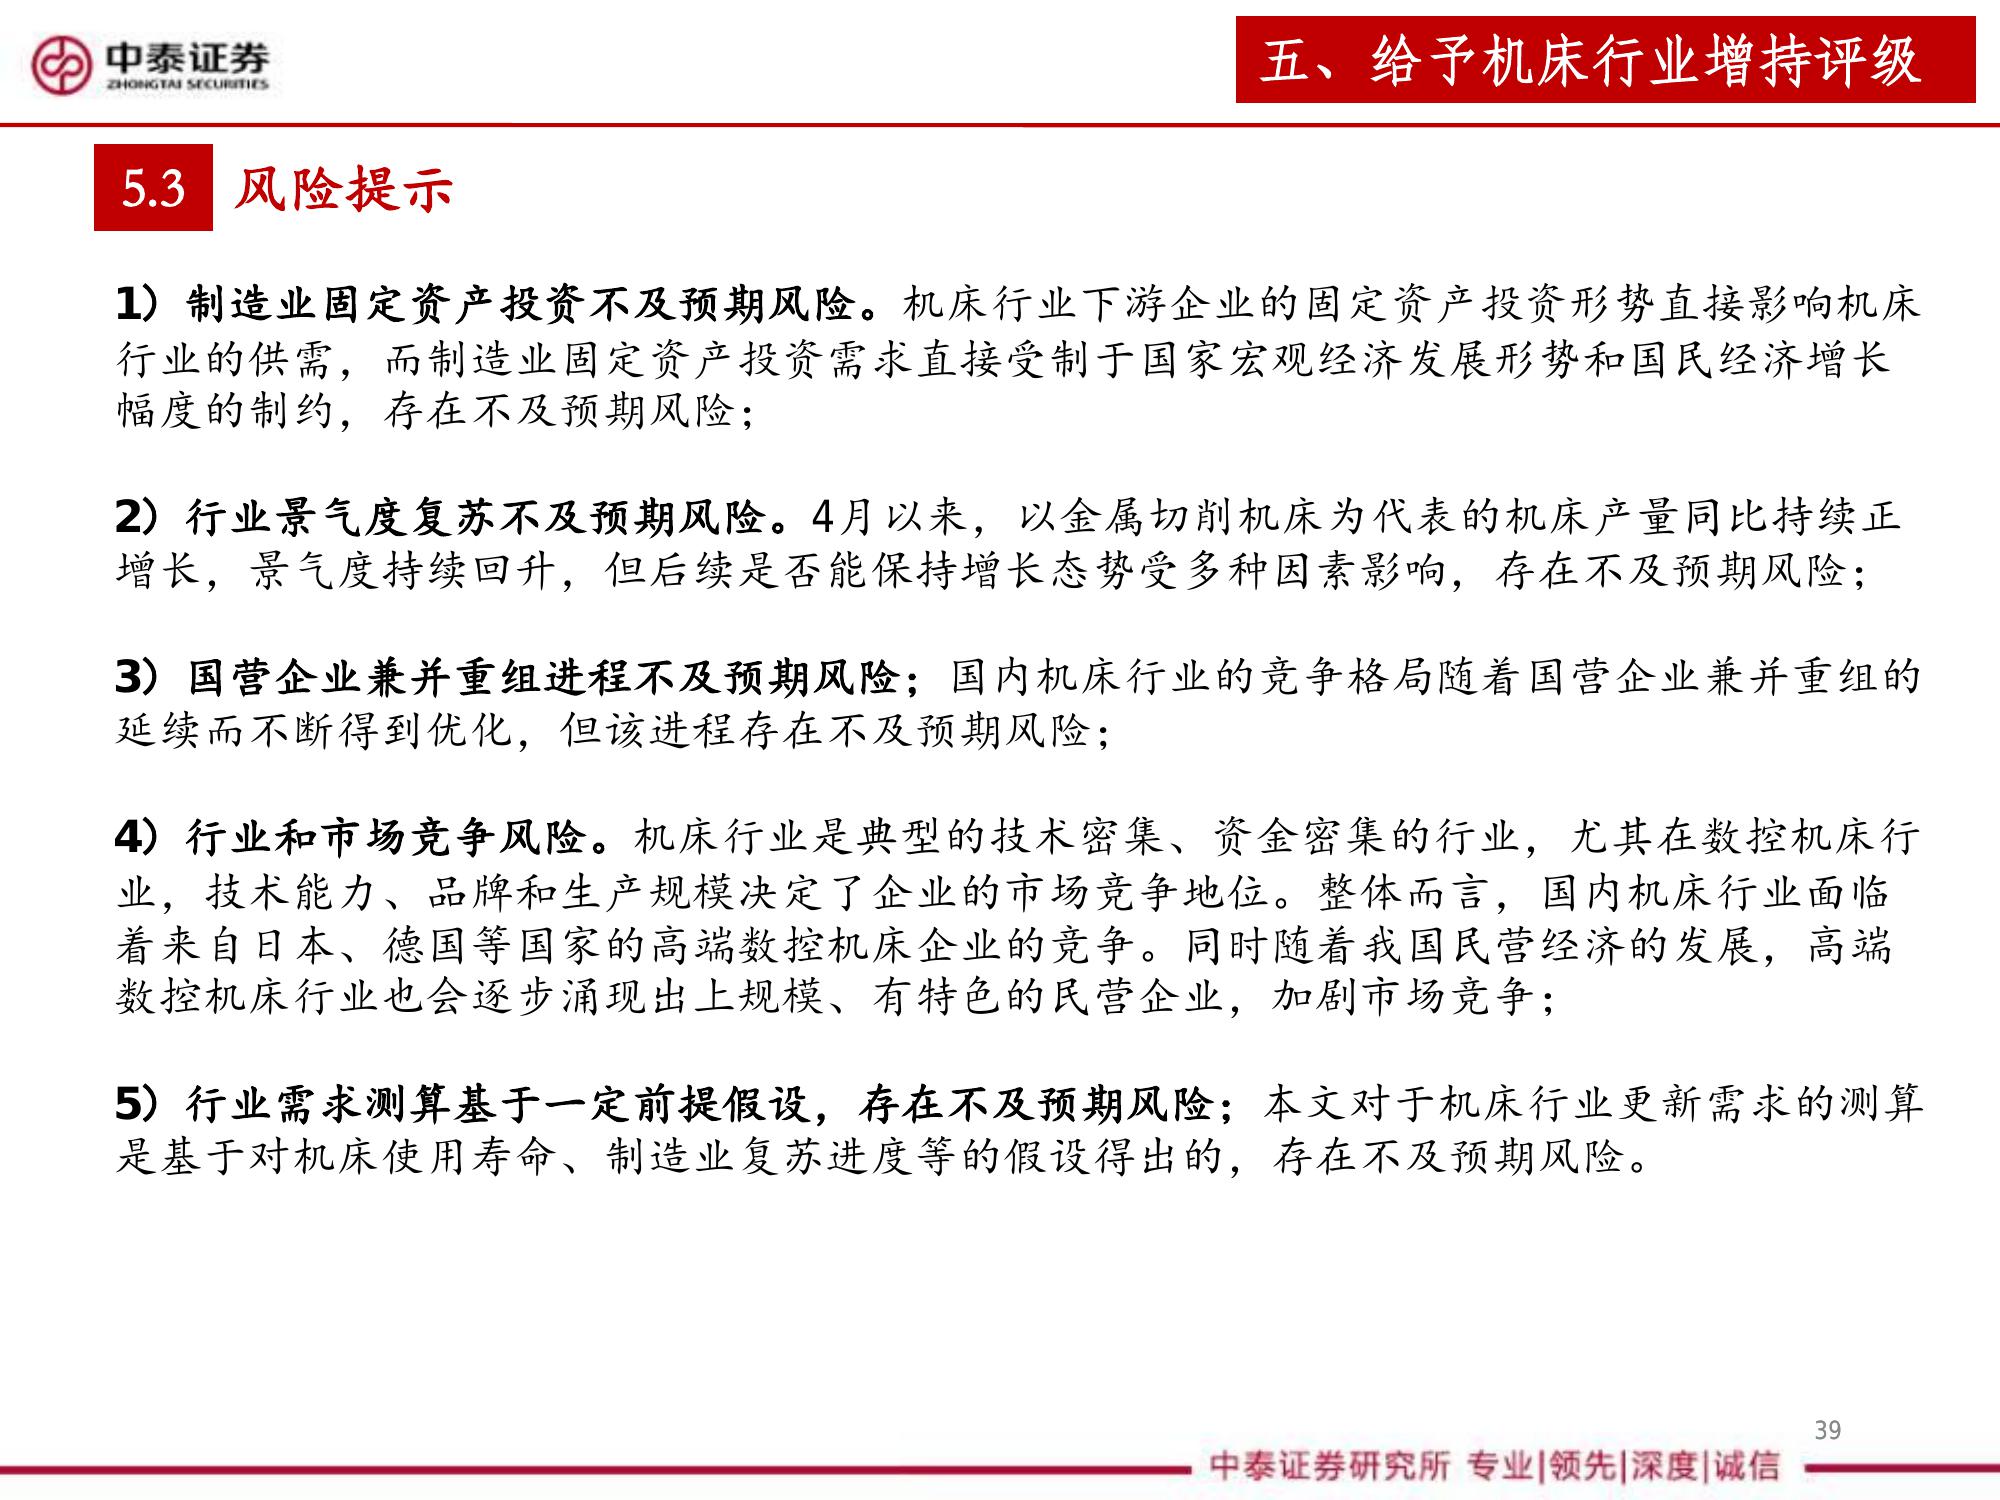 中泰证券
ZHONGTAI SECURITIES
五、给予机床行业增持评级
5.3 风险提示
1）制造业固定资产投资不及预期风险。机床行业下游企业的固定资产投资形势直接影响机床
行业的供需，而制造业固定资产投资需求直接受制于国家宏观经济发展形势和国民经济增长
幅度的制约，存在不及预期风险；
2）行业景气度复苏不及预期风险。4月以来，以金属切削机床为代表的机床产量同比持续正
增长，景气度持续回升，但后续是否能保持增长态势受多种因素影响，存在不及预期风险；
3）国营企业兼并重组进程不及预期风险；国内机床行业的竞争格局随着国营企业兼并重组的
延续而不断得到优化，但该进程存在不及预期风险；
4）行业和市场竞争风险。机床行业是典型的技术密集、资金密集的行业，尤其在数控机床行
业，技术能力、品牌和生产规模决定了企业的市场竞争地位。整体而言，国内机床行业面临
着来自日本、德国等国家的高端数控机床企业的竞争。同时随着我国民营经济的发展，高端
数控机床行业也会逐步涌现出上规模、有特色的民营企业，加剧市场竞争；
5）行业需求测算基于一定前提假设，存在不及预期风险；本文对于机床行业更新需求的测算
是基于对机床使用寿命、制造业复苏进度等的假设得出的，存在不及预期风险。
39
中泰证券研究所 专业|领先|深度|诚信